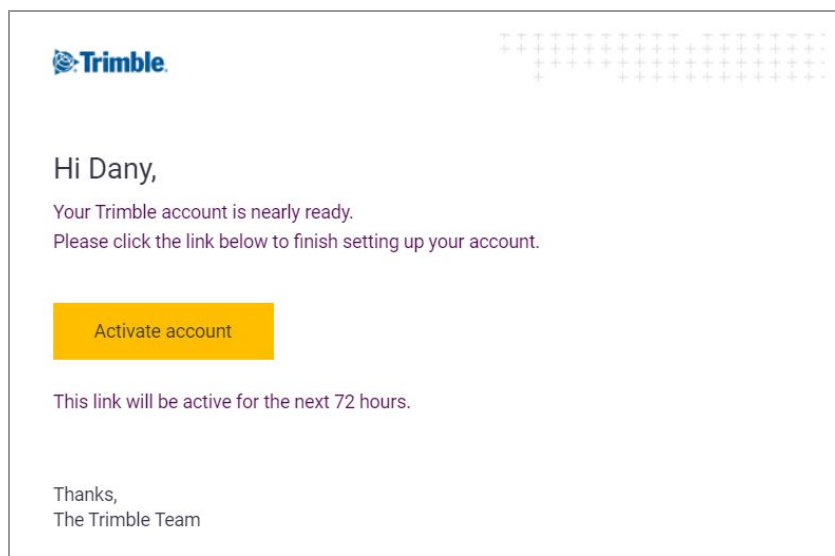 Trimble.
Hi Dany,
Your Trimble account is nearly ready.
Please click the link below to finish setting up your account.
Activate account
This link will be active for the next 72 hours.
Thanks,
The Trimble Team